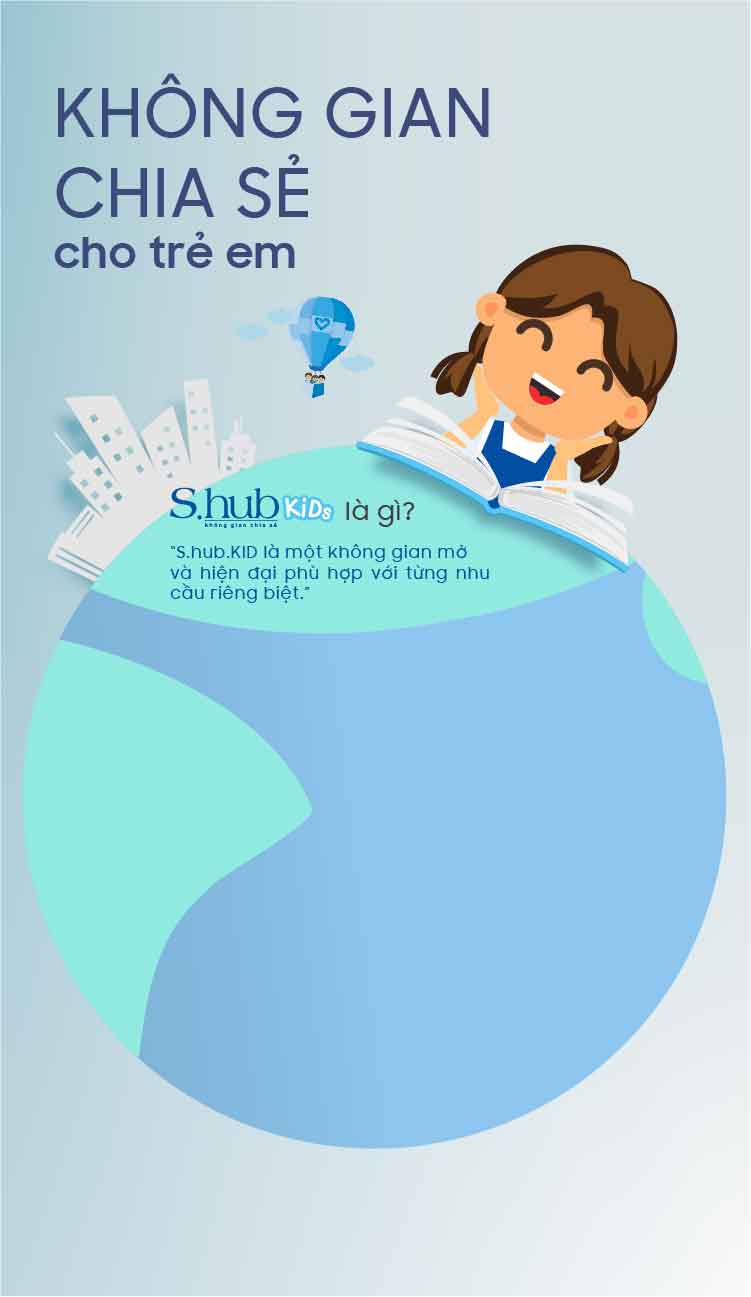 KHÔNG GIAN
CHIA SẺ
cho trẻ em
S.hub KiDs là gì?
không gian chia sẻ
"S.hub.KID là một không gian mở
và hiện đại phù hợp với từng nhu
cầu riêng biệt."